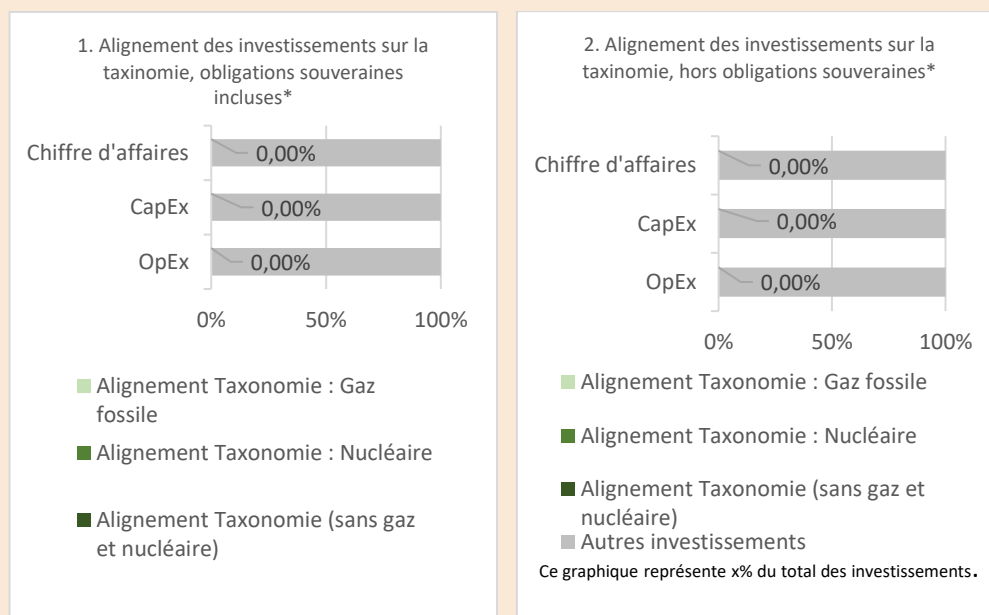 1. Alignement des investissements sur la
taxinomie, obligations souveraines
incluses*
Chiffre d'affaires
0,00%
CapEx
0,00%
OpEx
0,00%
0%
50%
100%
Alignement Taxonomie : Gaz
fossile
Alignement Taxonomie : Nucléaire
Alignement Taxonomie (sans gaz
et nucléaire)
2. Alignement des investissements sur la
taxinomie, hors obligations souveraines*
Chiffre d'affaires
0,00%
CapEx
0,00%
OpEx
0,00%
0%
50%
100%
Alignement Taxonomie : Gaz fossile
Alignement Taxonomie : Nucléaire
Alignement Taxonomie (sans gaz et
nucléaire)
Autres investissements
Ce graphique représente x% du total des investissements.